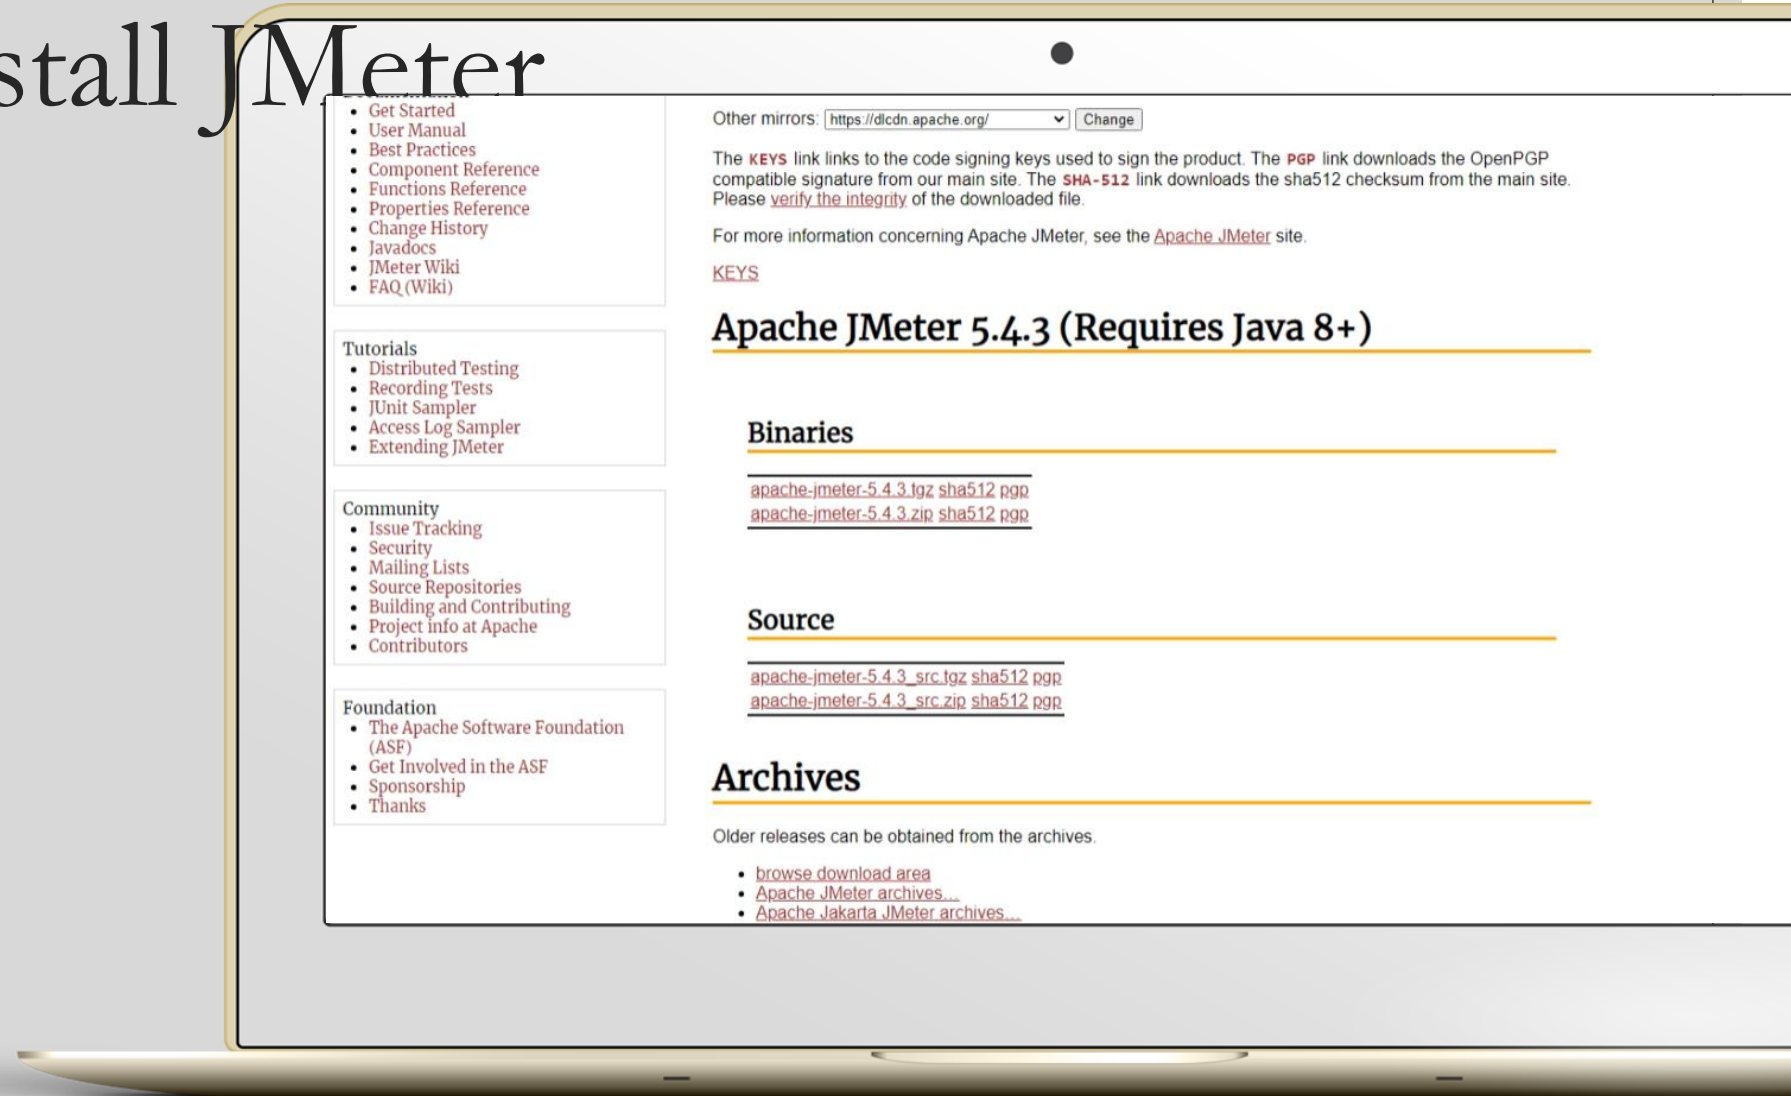 stall JMeter
Get Started
User Manual
Best Practices
Component Reference
Functions Reference
Properties Reference
Change History
Javadocs
JMeter Wiki
FAQ (Wiki)
Tutorials
Distributed Testing
Recording Tests
JUnit Sampler
Access Log Sampler
Extending JMeter
Community
Issue Tracking
Security
Mailing Lists
Source Repositories
Building and Contributing
Project info at Apache
Contributors
Foundation
The Apache Software Foundation
(ASF)
Get Involved in the ASF
Sponsorship
Thanks
Other mirrors: https://dlcdn.apache.org/ Change
The KEYS link links to the code signing keys used to sign the product. The PGP link downloads the OpenPGP
compatible signature from our main site. The SHA-512 link downloads the sha512 checksum from the main site.
Please verify the integrity of the downloaded file.
For more information concerning Apache JMeter, see the Apache JMeter site.
KEYS
Apache JMeter 5.4.3 (Requires Java 8+)
Binaries
apache-jmeter-5.4.3.tgz sha512 pgp
apache-jmeter-5.4.3.zip sha512 pgp
Source
apache-jmeter-5.4.3_src.tgz sha512 pgp
apache-jmeter-5.4.3_src.zip sha512 pgp
Archives
Older releases can be obtained from the archives.
browse download area
Apache JMeter archives...
Apache Jakarta JMeter archives...